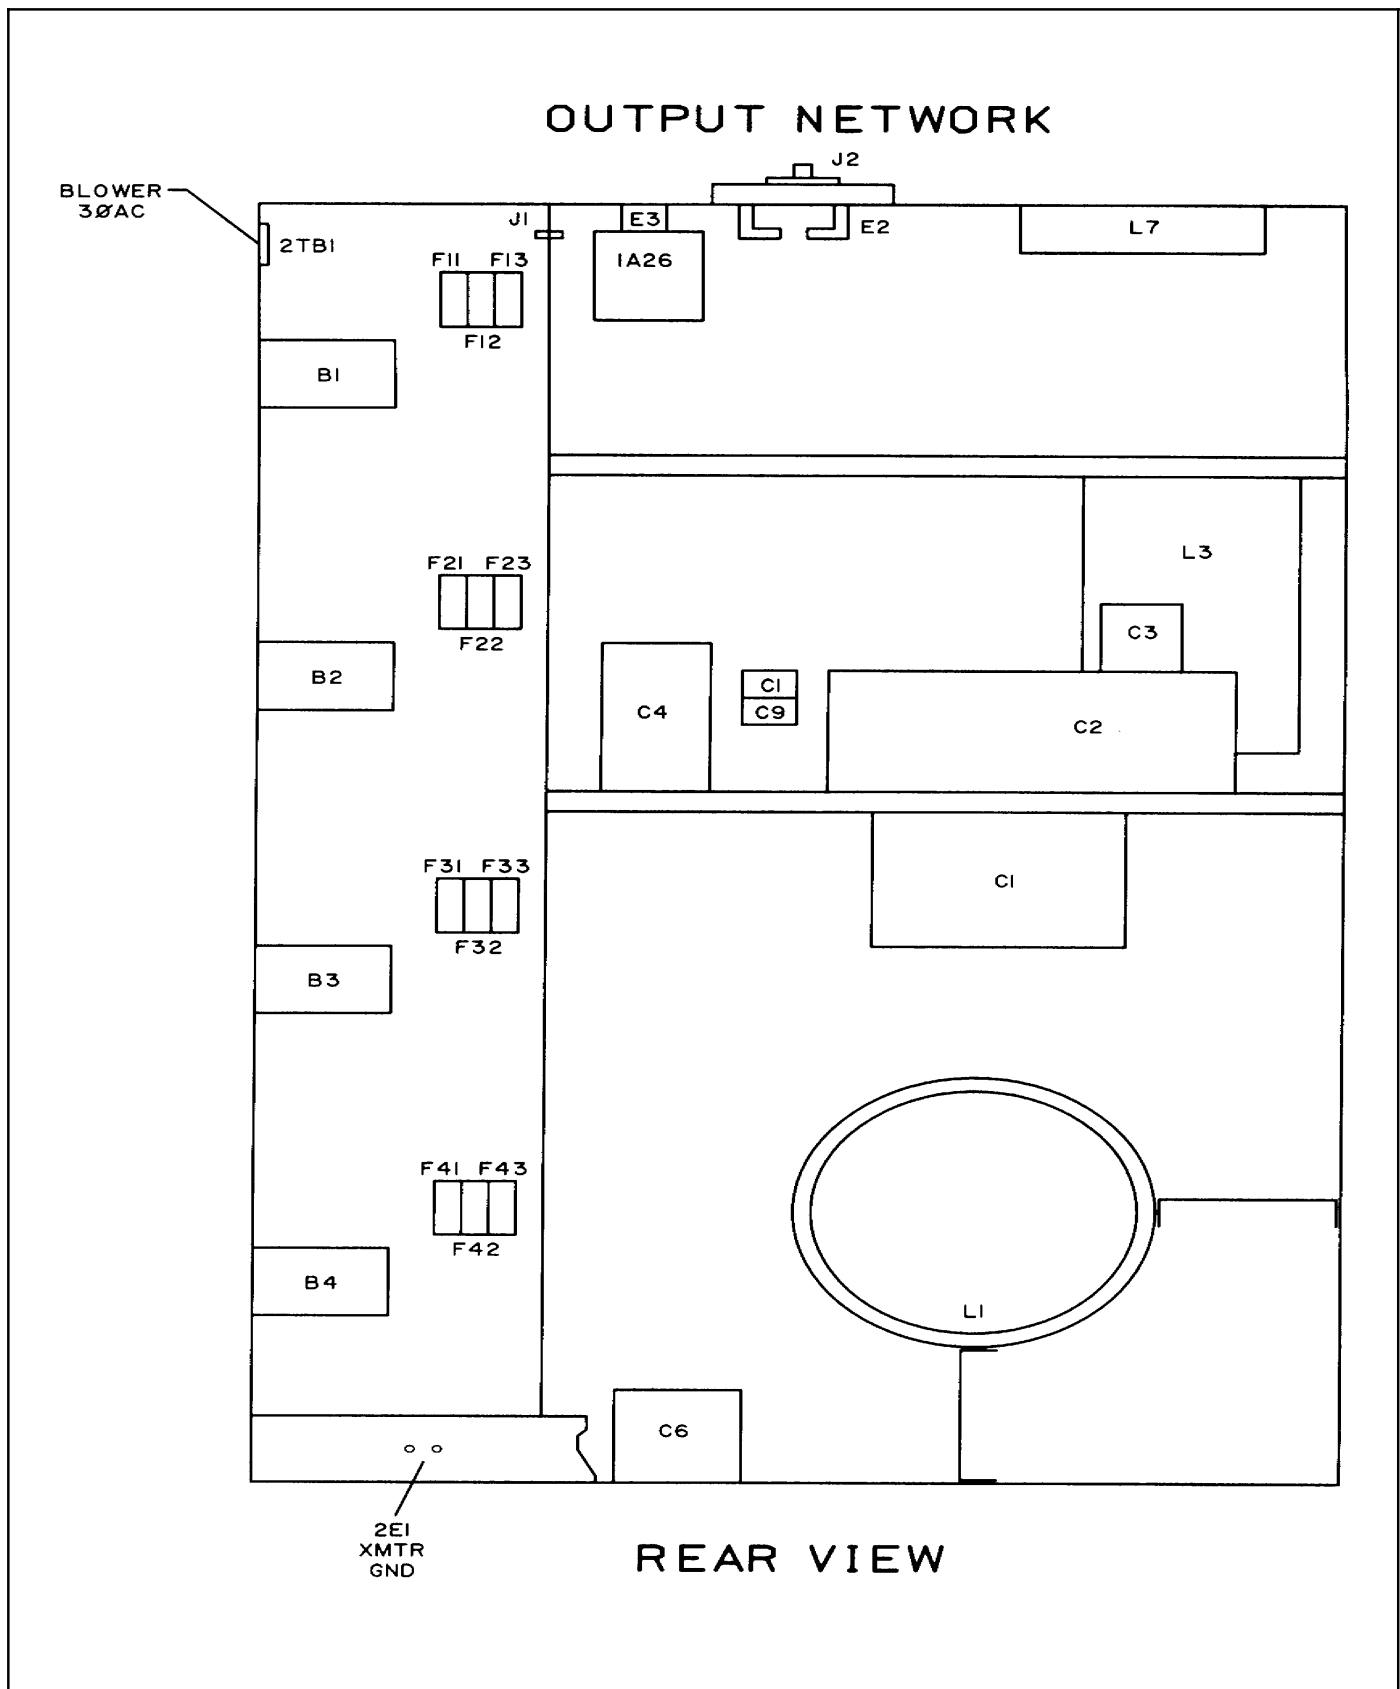 OUTPUT NETWORK
J2
BLOWER
3ØAC
2TB1
J1
E3
E2
L7
1A26
F11 F13
F12
B1
L3
F21 F23
F22
C3
B2
C1
C4
C9
C2
F31 F33
F32
C1
B3
F41 F43
F42
B4
L1
C6
2E1
XMTR
GND
REAR VIEW